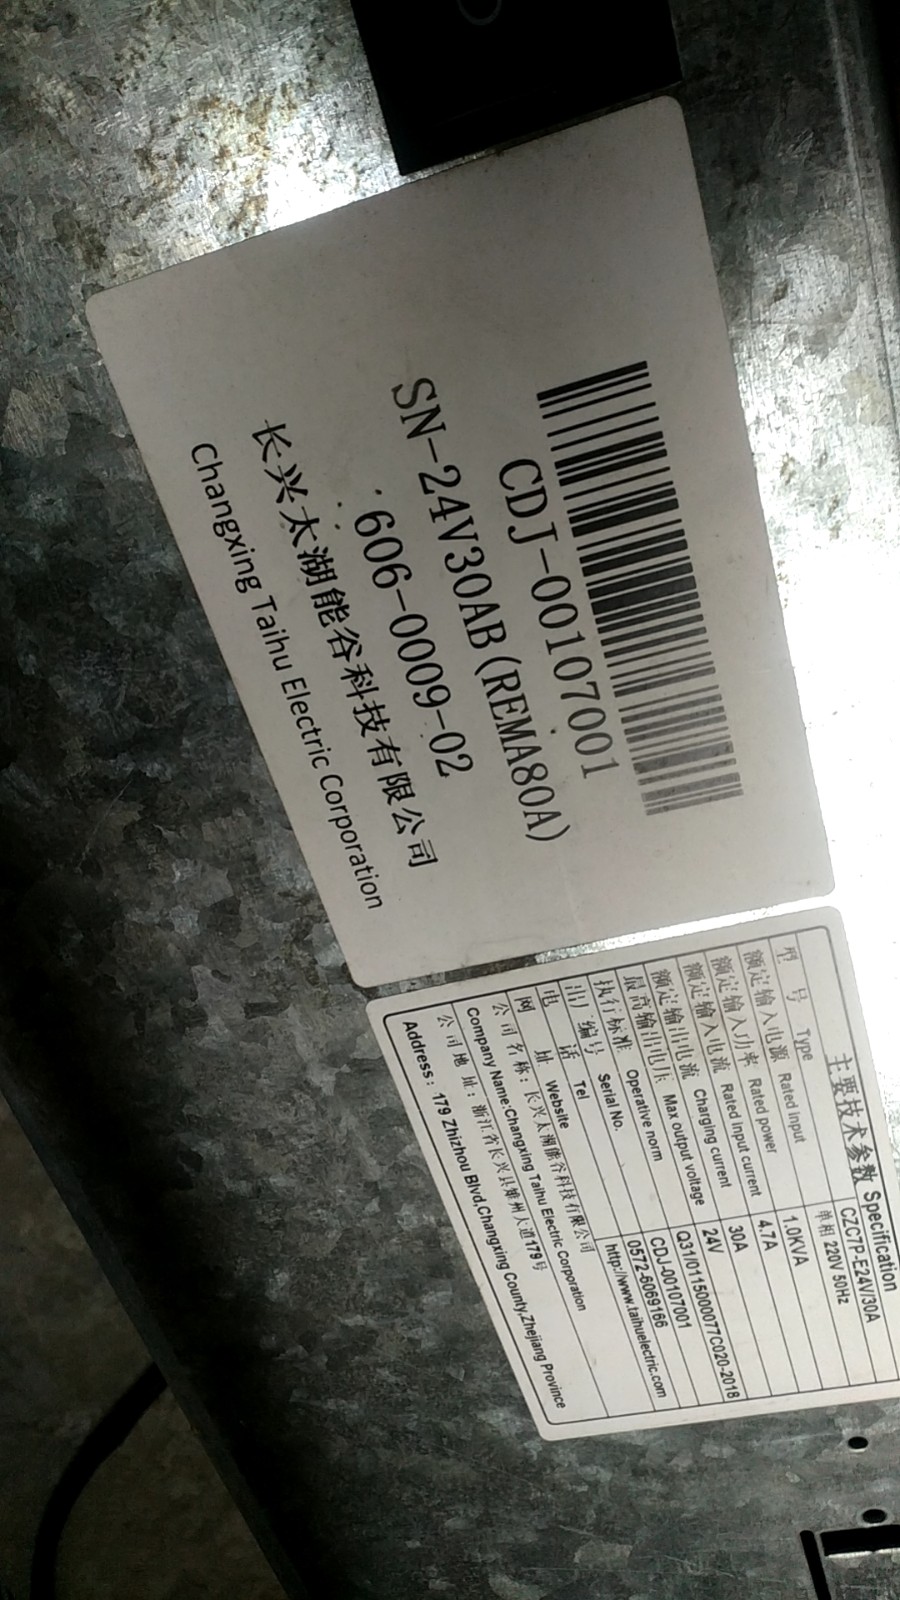 CDJ-00107001
SN-24V30AB(REMA80A)
606-0009-02
长兴太湖能谷科技有限公司
Changxing Taihu Electric Corporation
主要技术参数 Specification
型 号 Type CZC7P-E24V/30A
额定输入电源 Rated Input 单相 220V 50Hz
额定输入功率 Rated power 1.0KVA
额定输入电流 Rated input current 4.7A
额定输出电流 Charging current 30A
最高输出电压 Max output voltage 24V
执行标准 Operative norm Q31/0115000077C020-2018
出厂编号 Serial No. CDJ-00107001
电 话 Tel 0572-6069166
网 址 Website http://www.taihuelectric.com
公司名称：长兴太湖能谷科技有限公司
Company Name:Changxing Taihu Electric Corporation
公司地址：浙江省长兴县雉州大道179号
Address：179 Zhizhou Blvd,Changxing County,Zhejiang Province